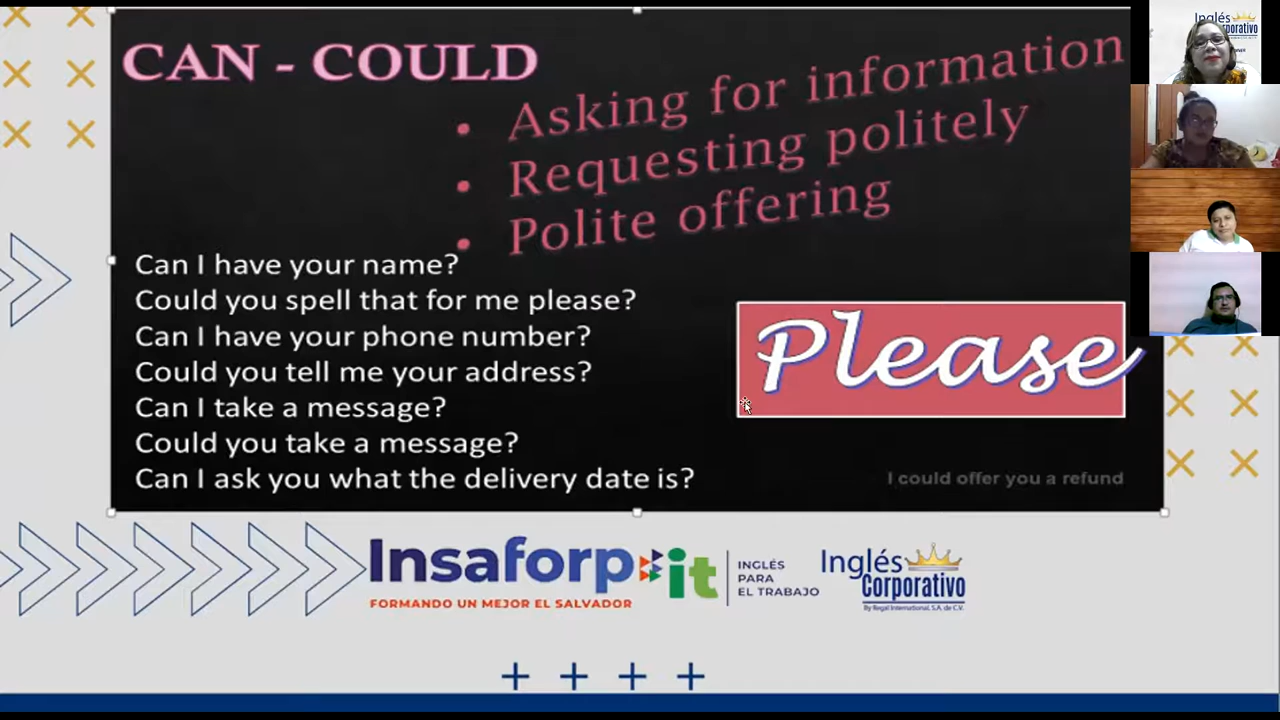 CAN - COULD
• Asking for information
• Requesting politely
• Polite offering
Can I have your name?
Could you spell that for me please?
Can I have your phone number?
Could you tell me your address?
Can I take a message?
Could you take a message?
Can I ask you what the delivery date is?
Please
I could offer you a refund
Insaforp
FORMANDO UN MEJOR EL SALVADOR
it
INGLÉS
PARA
EL TRABAJO
Inglés
Corporativo
By Regal International, S.A. de C.V.
Inglés
Corporativo